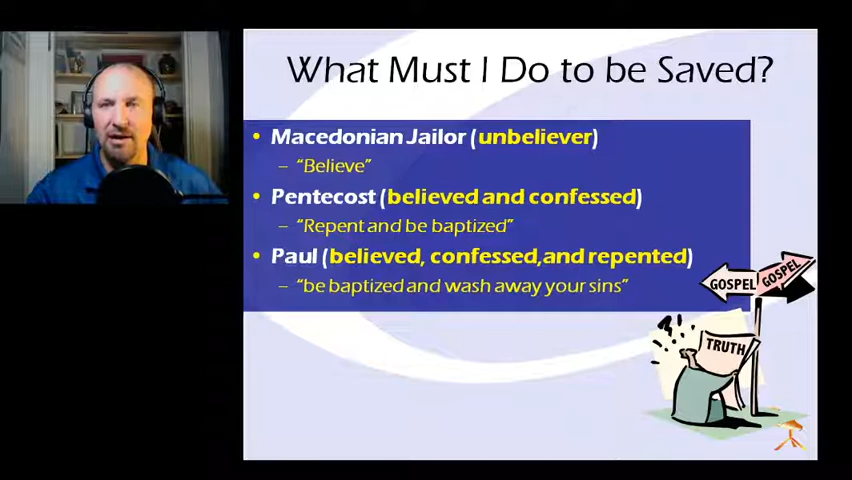 What Must I Do to be Saved?
• Macedonian Jailor (unbeliever)
– “Believe”
• Pentecost (believed and confessed)
– “Repent and be baptized”
• Paul (believed, confessed,and repented)
– “be baptized and wash away your sins”
GOSPEL
GOSPEL
TRUTH